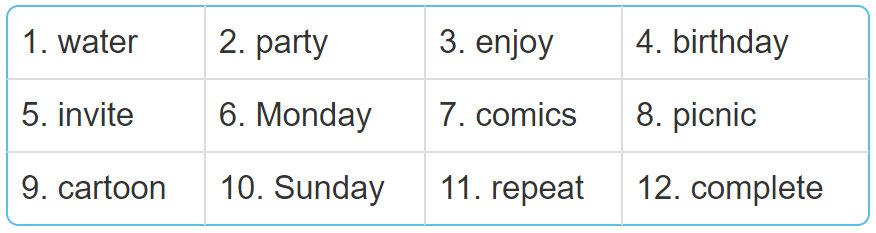 1. water 2. party 3. enjoy 4. birthday
5. invite 6. Monday 7. comics 8. picnic
9. cartoon 10. Sunday 11. repeat 12. complete